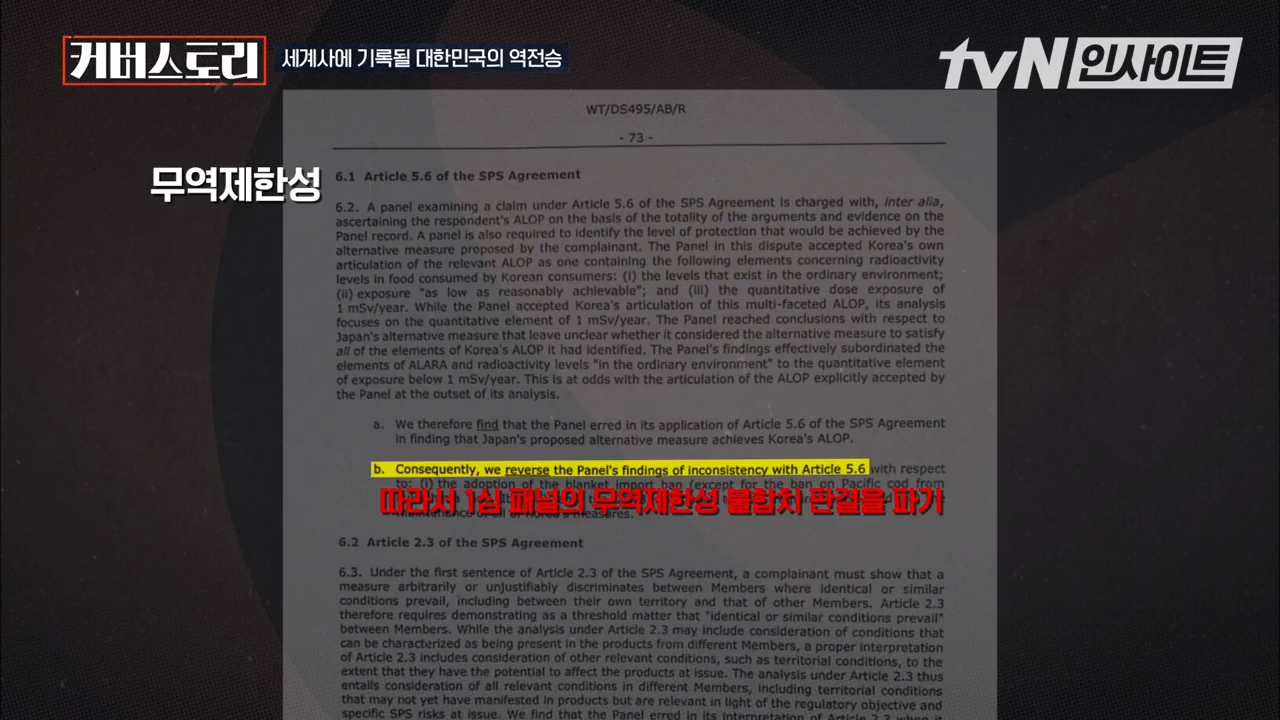 커버스토리
세계사에 기록될 대한민국의 역전승
tvN 인사이트
WT/DS495/AB/R
- 73 -
무역제한성
6.1 Article 5.6 of the SPS Agreement
6.2. A panel examining a claim under Article 5.6 of the SPS Agreement is charged with, inter alia,
ascertaining the respondent's ALOP on the basis of the totality of the arguments and evidence on the
Panel record. A panel is also required to identify the level of protection that would be achieved by the
alternative measure proposed by the complainant. The Panel in this dispute accepted Korea's own
articulation of the relevant ALOP as one containing the following elements concerning radioactivity
levels in food consumed by Korean consumers: (i) the levels that exist in the ordinary environment;
(ii) exposure "as low as reasonably achievable"; and (iii) the quantitative dose exposure of
1 mSv/year. While the Panel accepted Korea's articulation of this multi-faceted ALOP, its analysis
focuses on the quantitative element of 1 mSv/year. The Panel reached conclusions with respect to
Japan's alternative measure that leave unclear whether it considered the alternative measure to satisfy
all of the elements of Korea's ALOP it had identified. The Panel's findings effectively subordinated the
elements of ALARA and radioactivity levels "in the ordinary environment" to the quantitative element
of exposure below 1 mSv/year. This is at odds with the articulation of the ALOP explicitly accepted by
the Panel at the outset of its analysis.
a. We therefore find that the Panel erred in its application of Article 5.6 of the SPS Agreement
in finding that Japan's proposed alternative measure achieves Korea's ALOP.
b. Consequently, we reverse the Panel's findings of inconsistency with Article 5.6 with respect
to: (i) the adoption of the blanket import ban (except for the ban on Pacific cod from
따라서 1심 패널의 무역제한성 불합치 판결을 파기
maintenance of all of Korea's measures.
6.2 Article 2.3 of the SPS Agreement
6.3. Under the first sentence of Article 2.3 of the SPS Agreement, a complainant must show that a
measure arbitrarily or unjustifiably discriminates between Members where identical or similar
conditions prevail, including between their own territory and that of other Members. Article 2.3
therefore requires demonstrating as a threshold matter that "identical or similar conditions prevail"
between Members. While the analysis under Article 2.3 may include consideration of conditions that
can be characterized as being present in the products from different Members, a proper interpretation
of Article 2.3 includes consideration of other relevant conditions, such as territorial conditions, to the
extent that they have the potential to affect the products at issue. The analysis under Article 2.3 thus
entails consideration of all relevant conditions in different Members, including territorial conditions
that may not yet have manifested in products but are relevant in light of the regulatory objective and
specific SPS risks at issue. We find that the Panel erred in its interpretation of Article 2.3 when it